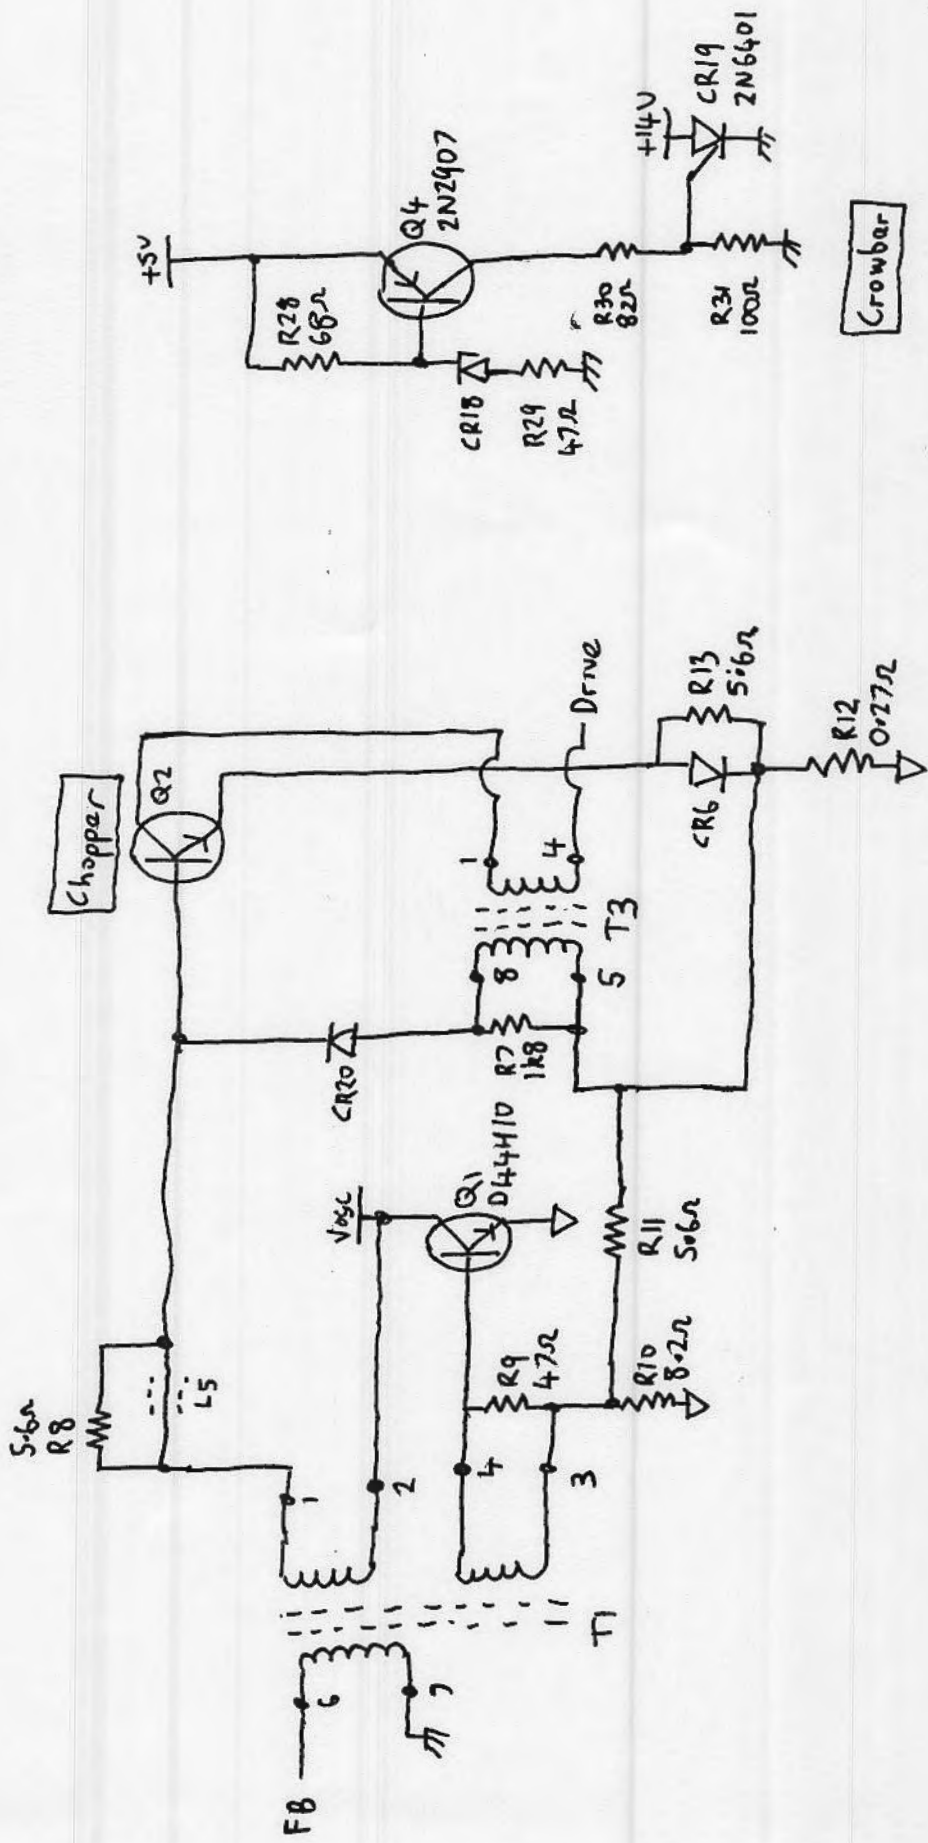 Chopper
Q2
5.6Ω
R8
L5
CR20
FB
6
7
T1
1
2
4
3
Vosc
Q1
D44H10
R9
47Ω
R10
8.2Ω
R11
5.6Ω
R7
1k8
8
5
T3
1
4
Drive
CR6
R13
5.6Ω
R12
0.27Ω
+5V
R28
68Ω
Q4
2N2907
CR18
R29
47Ω
R30
82Ω
R31
100Ω
+14V
CR19
2N6401
Crowbar